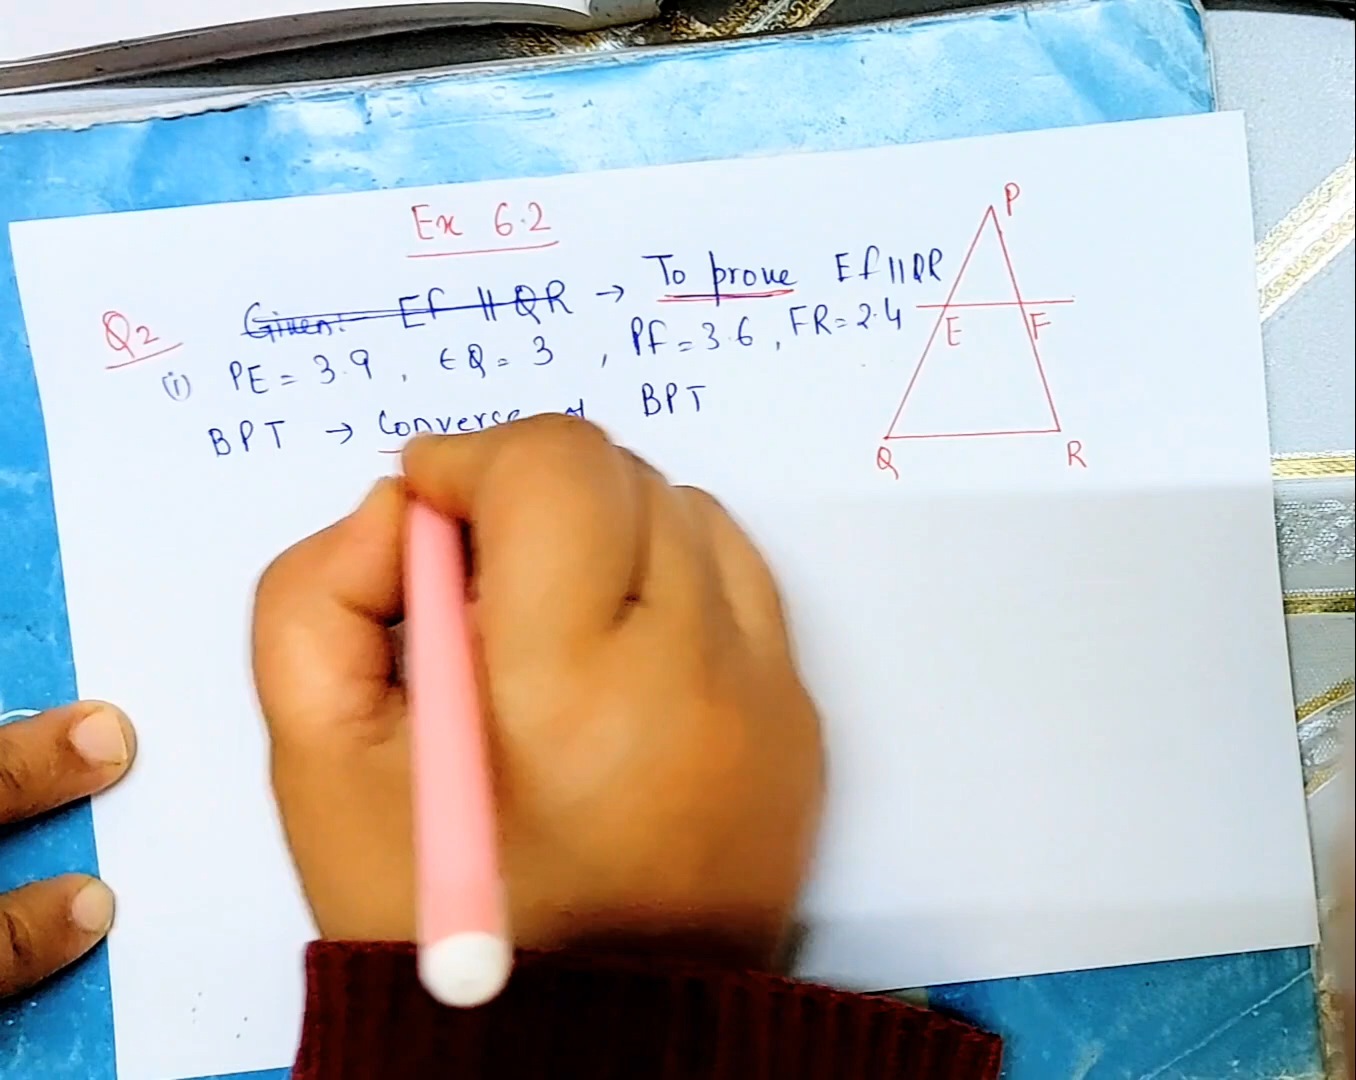 Ex 6.2
Q2 Given:- Ef || QR → To prove Ef || QR
(i) PE = 3.9, EQ = 3, PF = 3.6, FR = 2.4
BPT → Converse of BPT
P
E F
Q R